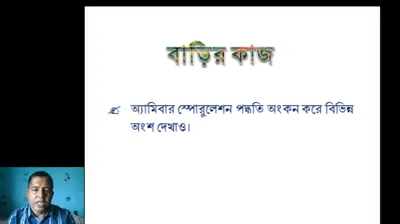 বাড়ির কাজ
অ্যামিবার স্পোরুলেশন পদ্ধতি অংকন করে বিভিন্ন
অংশ দেখাও।